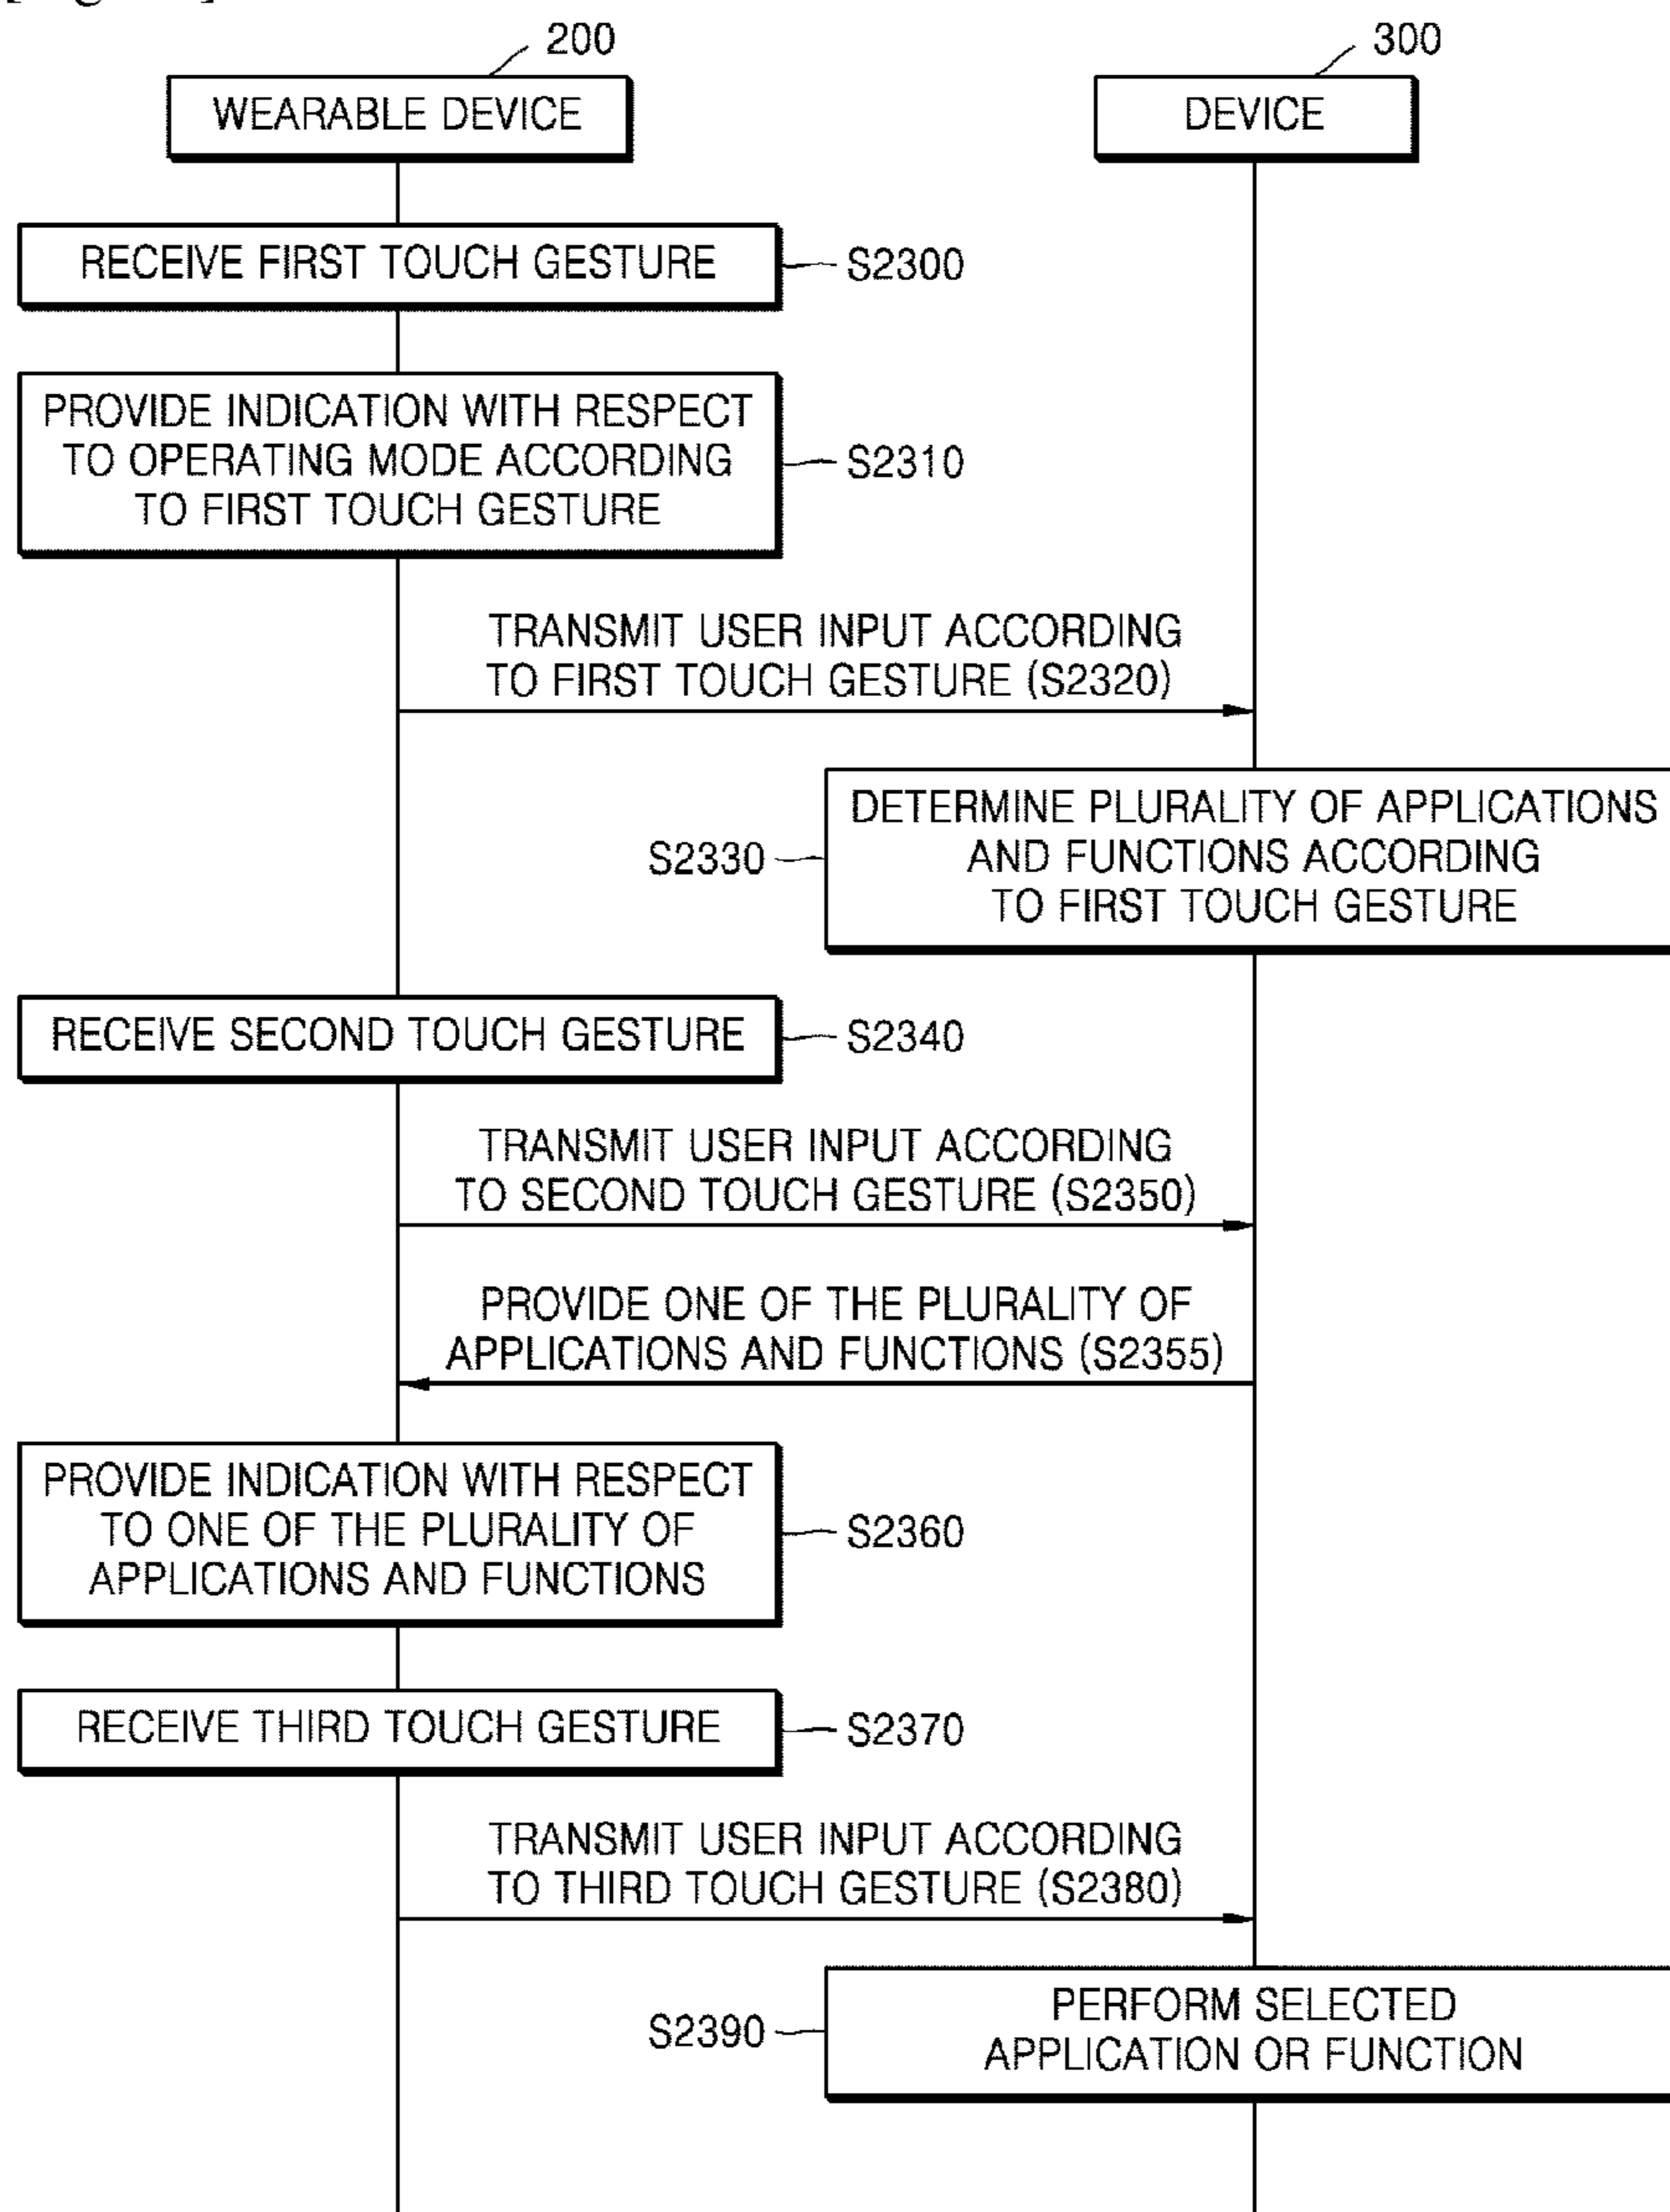 200
300
WEARABLE DEVICE
DEVICE
RECEIVE FIRST TOUCH GESTURE
S2300
PROVIDE INDICATION WITH RESPECT
TO OPERATING MODE ACCORDING
TO FIRST TOUCH GESTURE
S2310
TRANSMIT USER INPUT ACCORDING
TO FIRST TOUCH GESTURE (S2320)
DETERMINE PLURALITY OF APPLICATIONS
AND FUNCTIONS ACCORDING
TO FIRST TOUCH GESTURE
S2330
RECEIVE SECOND TOUCH GESTURE
S2340
TRANSMIT USER INPUT ACCORDING
TO SECOND TOUCH GESTURE (S2350)
PROVIDE ONE OF THE PLURALITY OF
APPLICATIONS AND FUNCTIONS (S2355)
PROVIDE INDICATION WITH RESPECT
TO ONE OF THE PLURALITY OF
APPLICATIONS AND FUNCTIONS
S2360
RECEIVE THIRD TOUCH GESTURE
S2370
TRANSMIT USER INPUT ACCORDING
TO THIRD TOUCH GESTURE (S2380)
PERFORM SELECTED
APPLICATION OR FUNCTION
S2390